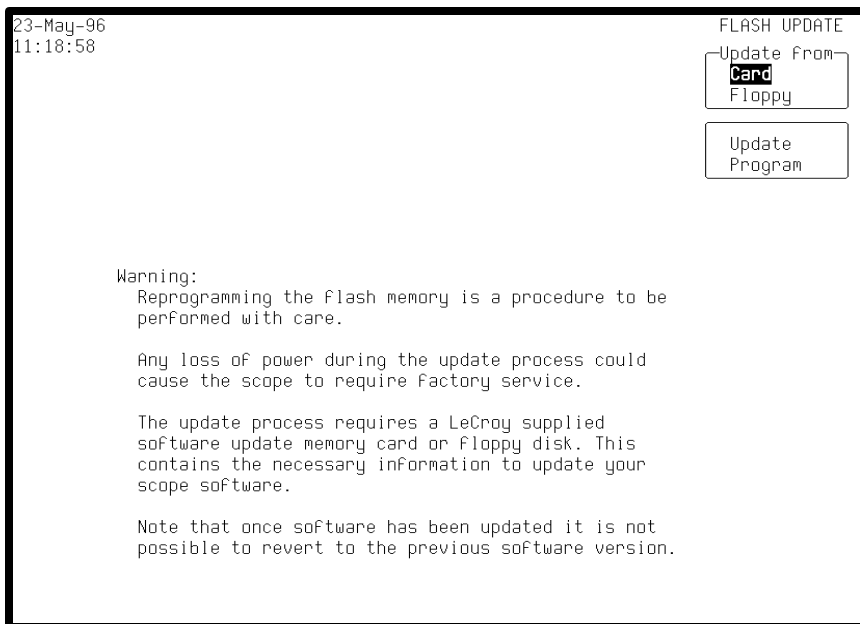 23-May-96
11:18:58
FLASH UPDATE
Update from
Card
Floppy
Update
Program
Warning:
Reprogramming the flash memory is a procedure to be
performed with care.
Any loss of power during the update process could
cause the scope to require factory service.
The update process requires a LeCroy supplied
software update memory card or floppy disk. This
contains the necessary information to update your
scope software.
Note that once software has been updated it is not
possible to revert to the previous software version.